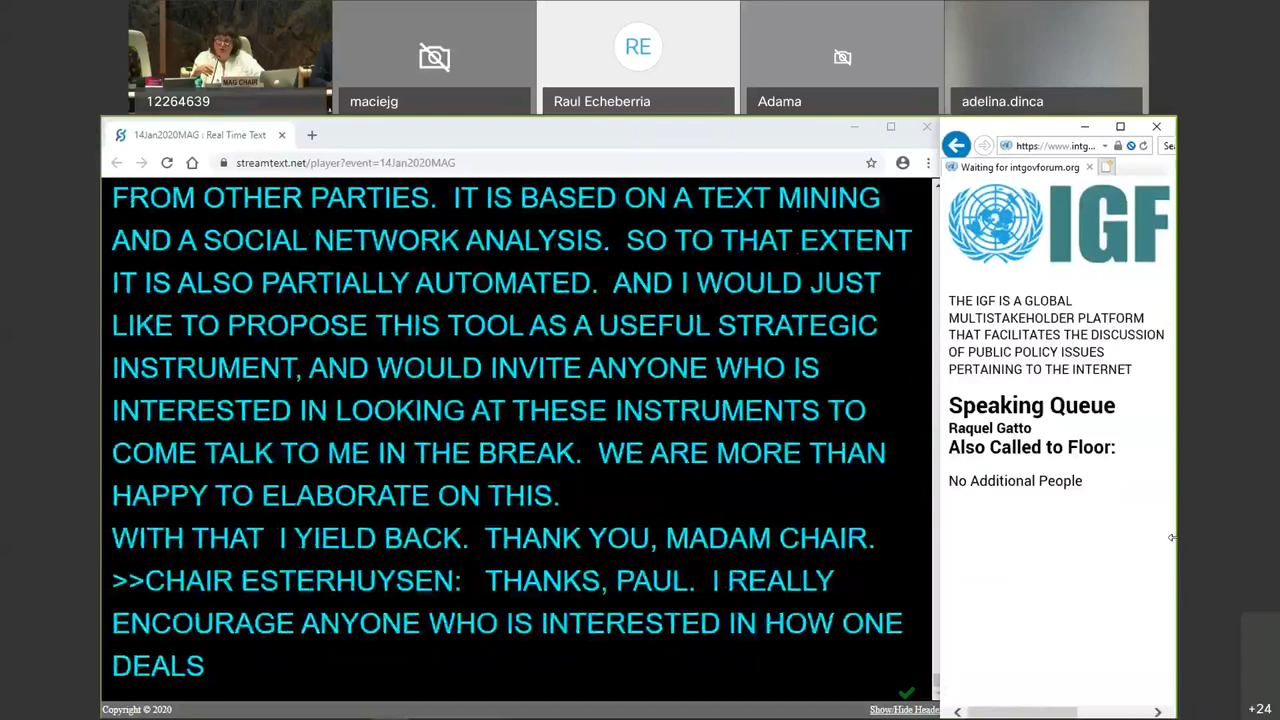 MAG CHAIR
RE
12264639
maciejg
Raul Echeberria
Adama
adelina.dinca
14Jan2020MAG : Real Time Text
streamtext.net/player?event=14Jan2020MAG
FROM OTHER PARTIES. IT IS BASED ON A TEXT MINING
AND A SOCIAL NETWORK ANALYSIS. SO TO THAT EXTENT
IT IS ALSO PARTIALLY AUTOMATED. AND I WOULD JUST
LIKE TO PROPOSE THIS TOOL AS A USEFUL STRATEGIC
INSTRUMENT, AND WOULD INVITE ANYONE WHO IS
INTERESTED IN LOOKING AT THESE INSTRUMENTS TO
COME TALK TO ME IN THE BREAK. WE ARE MORE THAN
HAPPY TO ELABORATE ON THIS.
WITH THAT I YIELD BACK. THANK YOU, MADAM CHAIR.
>>CHAIR ESTERHUYSEN: THANKS, PAUL. I REALLY
ENCOURAGE ANYONE WHO IS INTERESTED IN HOW ONE
DEALS
Copyright © 2020
Show/Hide Heade
https://www.intg...
Sea
Waiting for intgovforum.org
IGF
THE IGF IS A GLOBAL
MULTISTAKEHOLDER PLATFORM
THAT FACILITATES THE DISCUSSION
OF PUBLIC POLICY ISSUES
PERTAINING TO THE INTERNET
Speaking Queue
Raquel Gatto
Also Called to Floor:
No Additional People
+24